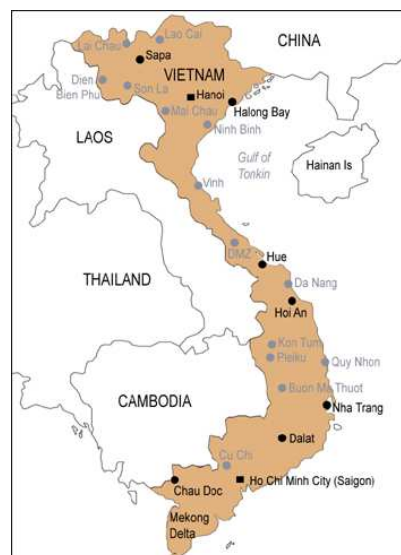 Lao Cai
CHINA
Lai Chau
Sapa
VIETNAM
Dien
Bien Phu
Son La
Hanoi
Halong Bay
Mai Chau
LAOS
Ninh Binh
Gulf of
Tonkin
Hainan Is
Vinh
DMZ
Hue
THAILAND
Da Nang
Hoi An
Kon Tum
Pleiku
Quy Nhon
Buon Ma Thuot
CAMBODIA
Nha Trang
Dalat
Cu Chi
Chau Doc
Ho Chi Minh City (Saigon)
Mekong
Delta